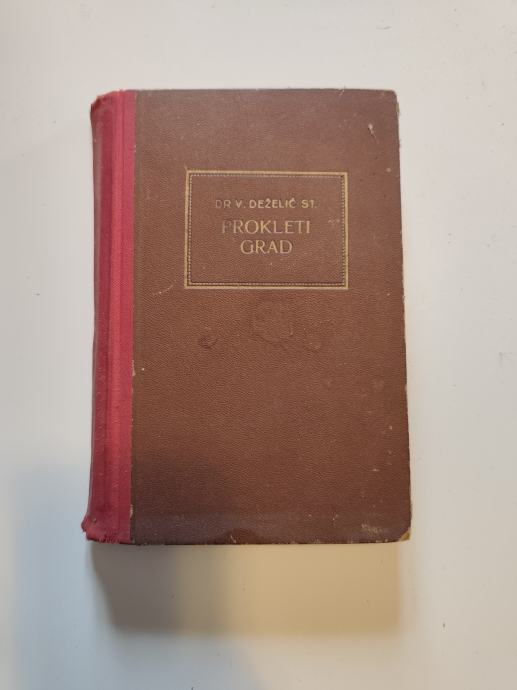 DR V. DEŽELIĆ ST.
PROKLETI
GRAD